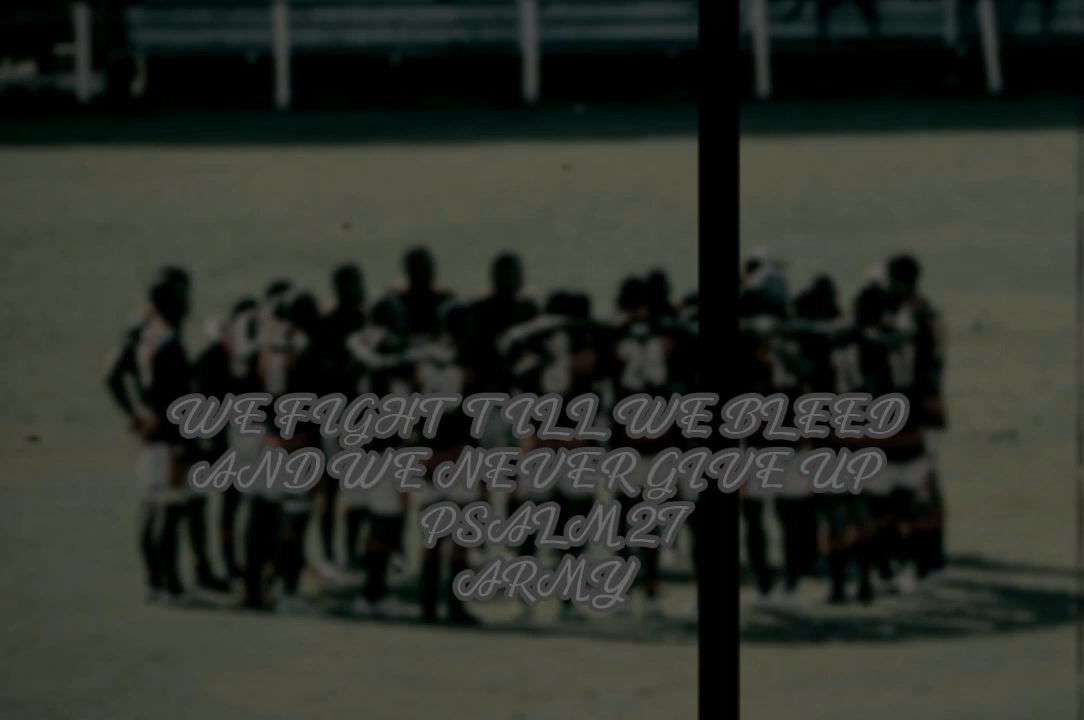 WE FIGHT TILL WE BLEED
AND WE NEVER GIVE UP
PSALM 27
ARMY